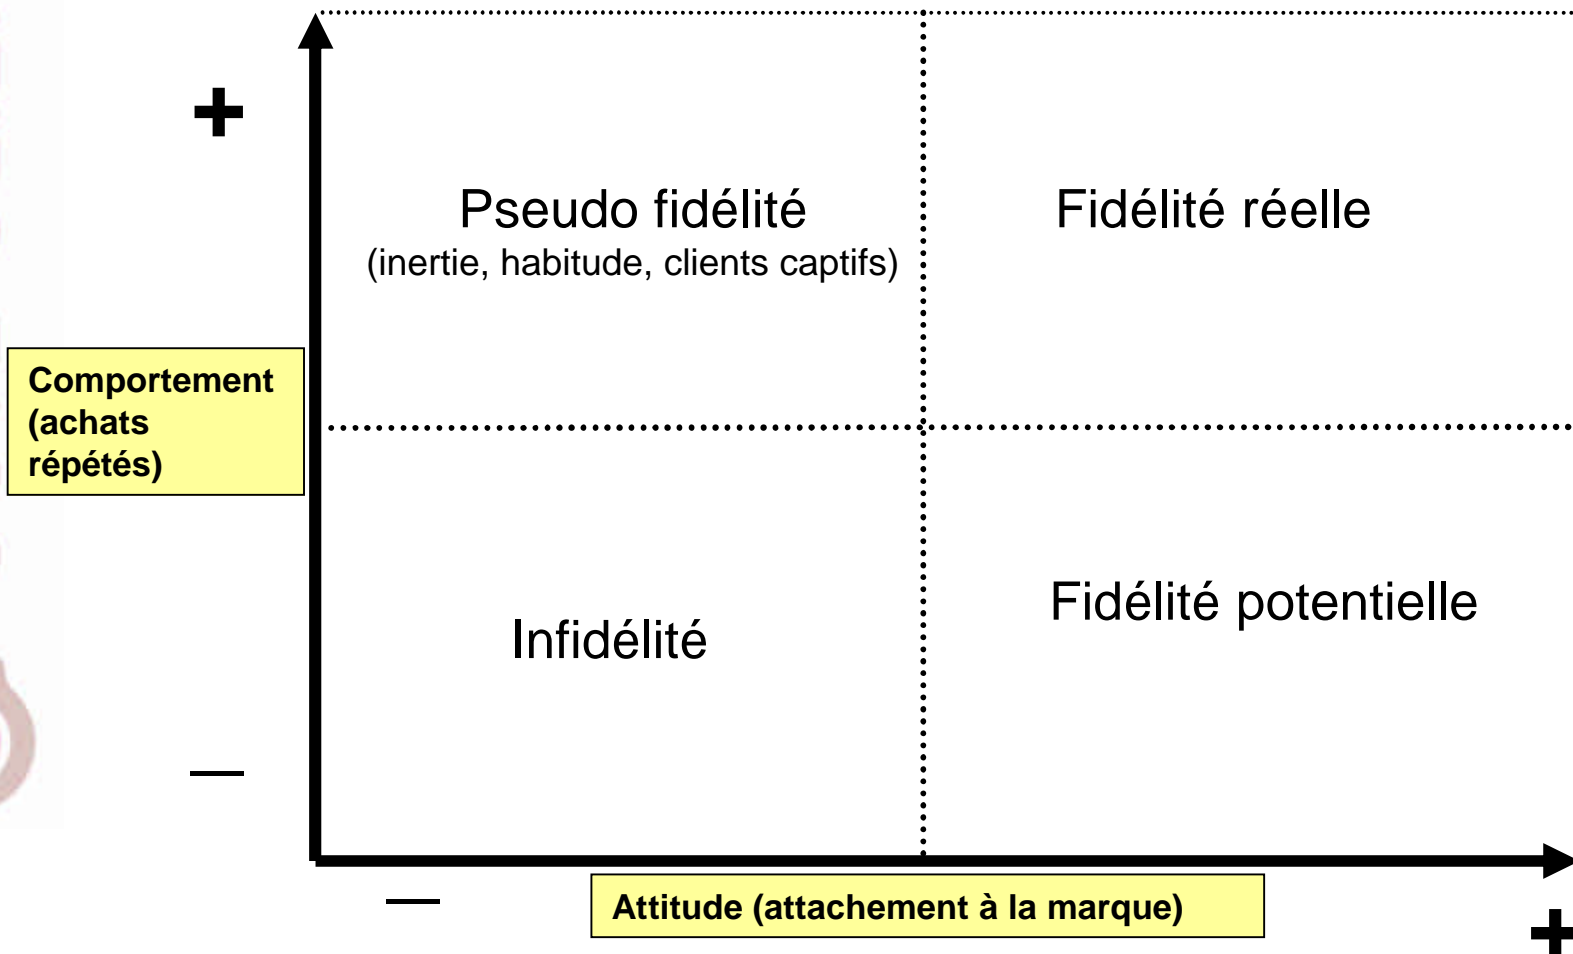 +
Pseudo fidélité
(inertie, habitude, clients captifs)
Fidélité réelle
Comportement
(achats
répétés)
Infidélité
Fidélité potentielle
—
—
Attitude (attachement à la marque)
+